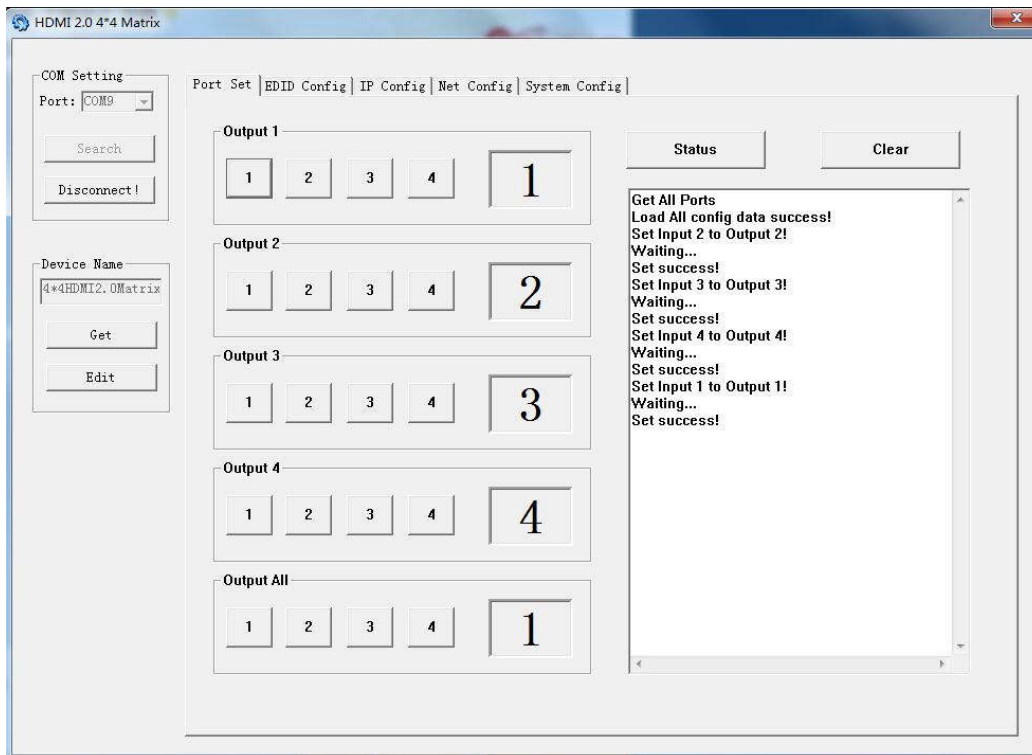 HDMI 2.0 4*4 Matrix
COM Setting
Port: COM9
Search
Disconnect!
Device Name
4*4HDMI2.0Matrix
Get
Edit
Port Set EDID Config IP Config Net Config System Config
Output 1
1 2 3 4 1
Output 2
1 2 3 4 2
Output 3
1 2 3 4 3
Output 4
1 2 3 4 4
Output All
1 2 3 4 1
Status Clear
Get All Ports
Load All config data success!
Set Input 2 to Output 2!
Waiting...
Set success!
Set Input 3 to Output 3!
Waiting...
Set success!
Set Input 4 to Output 4!
Waiting...
Set success!
Set Input 1 to Output 1!
Waiting...
Set success!